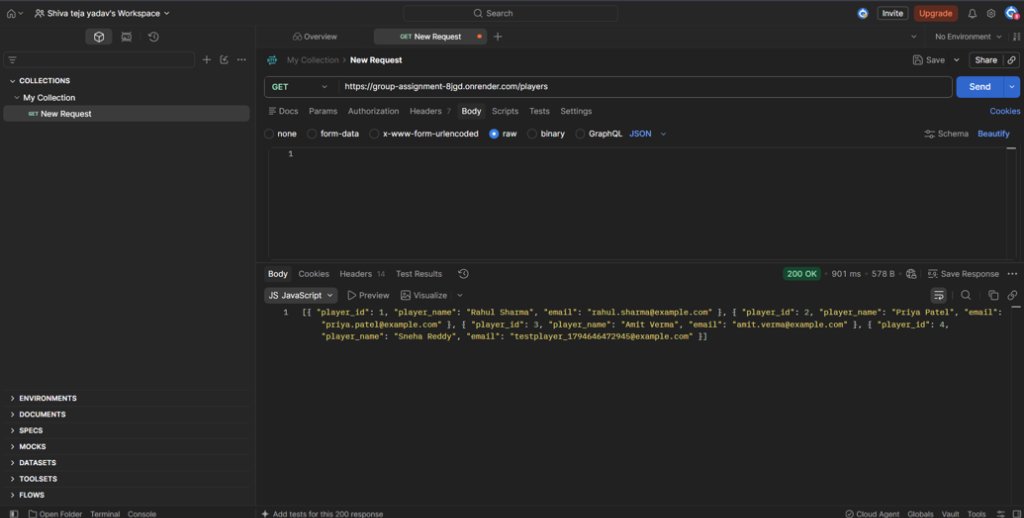 Shiva teja yadav's Workspace
Search
Invite
Upgrade
Overview
GET New Request
No Environment
COLLECTIONS
My Collection
GET New Request
My Collection > New Request
Save
Share
GET
https://group-assignment-8jgd.onrender.com/players
Send
Docs Params Authorization Headers 7 Body Scripts Tests Settings
Cookies
none form-data x-www-form-urlencoded raw binary GraphQL JSON
Schema
Beautify
1
Body Cookies Headers 14 Test Results
200 OK • 901 ms • 578 B
Save Response
JS JavaScript
Preview
Visualize
1 [{ "player_id": 1, "player_name": "Rahul Sharma", "email": "rahul.sharma@example.com" }, { "player_id": 2, "player_name": "Priya Patel", "email":
"priya.patel@example.com" }, { "player_id": 3, "player_name": "Amit Verma", "email": "amit.verma@example.com" }, { "player_id": 4,
"player_name": "Sneha Reddy", "email": "testplayer_1794646472945@example.com" }]
ENVIRONMENTS
DOCUMENTS
SPECS
MOCKS
DATASETS
TOOLSETS
FLOWS
Open Folder Terminal Console
Add tests for this 200 response
Cloud Agent Globals Vault Tools